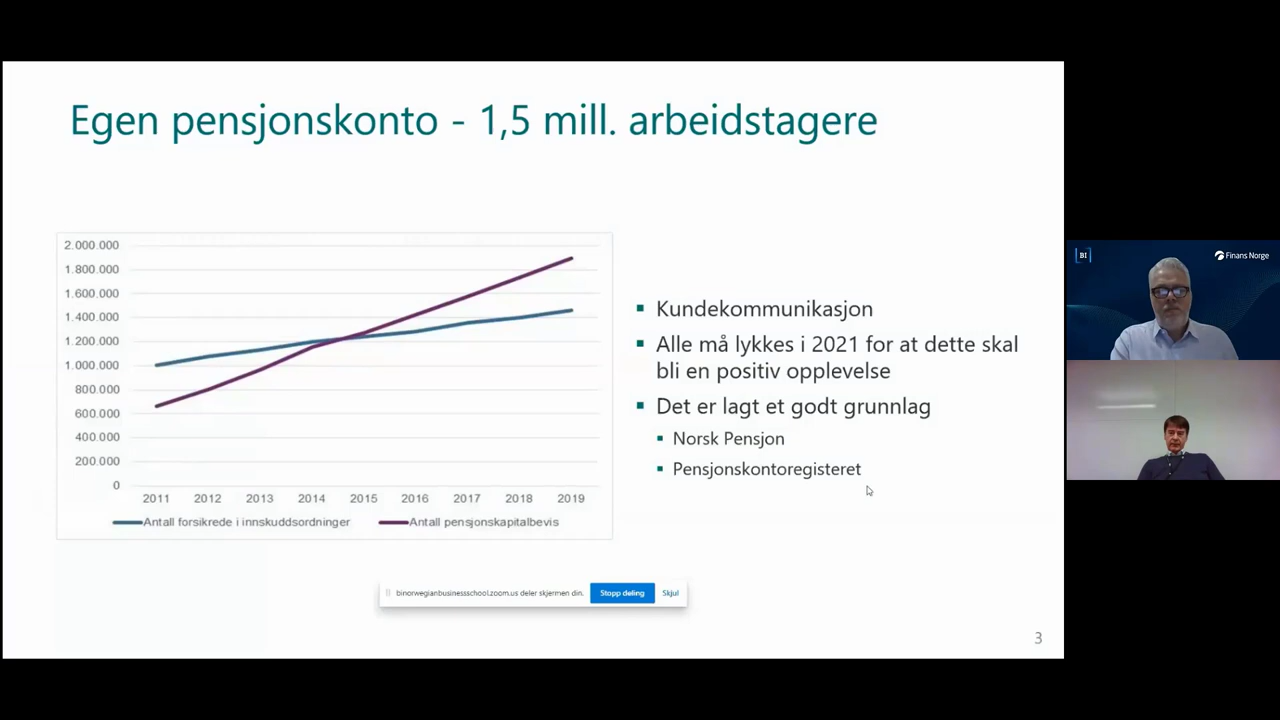 Egen pensjonskonto - 1,5 mill. arbeidstagere
2.000.000
1.800.000
1.600.000
1.400.000
1.200.000
1.000.000
800.000
600.000
400.000
200.000
0
2011 2012 2013 2014 2015 2016 2017 2018 2019
Antall forsikrede i innskuddsordninger Antall pensjonskapitalbevis
Kundekommunikasjon
Alle må lykkes i 2021 for at dette skal
bli en positiv opplevelse
Det er lagt et godt grunnlag
Norsk Pensjon
Pensjonskontoregisteret
binorwegianbusinessschool.zoom.us deler skjermen din. Stopp deling Skjul
3
BI
Finans Norge